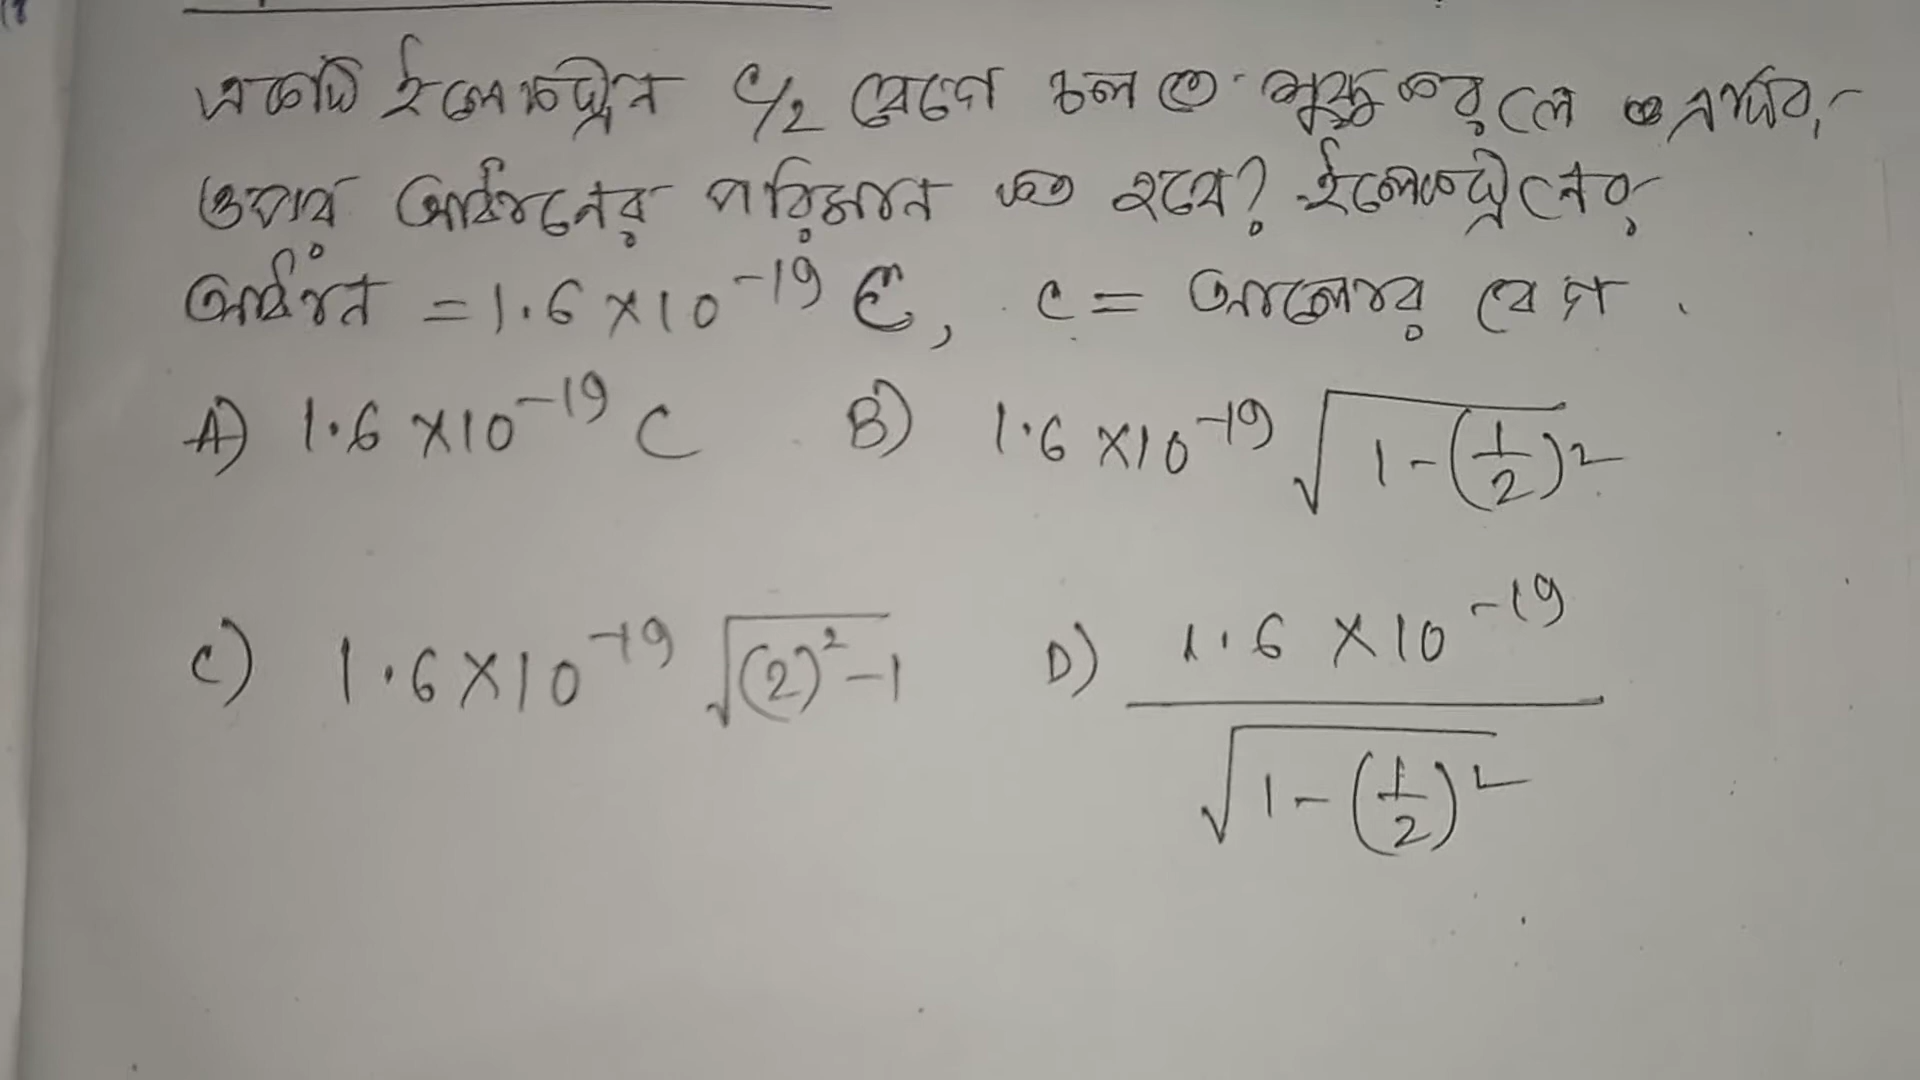 একটি ইলেকট্রন c/2 বেগে চলতে শুরু করলে এটির
উপর আধানের পরিমান কত হবে? ইলেকট্রনের
আধান = 1.6 × 10⁻¹⁹ C, c = আলোর বেগ.
A) 1.6 × 10⁻¹⁹ C B) 1.6 × 10⁻¹⁹ √(1 - (1/2)²)
C) 1.6 × 10⁻¹⁹ √((2)² - 1) D) 1.6 × 10⁻¹⁹ / √(1 - (1/2)²)